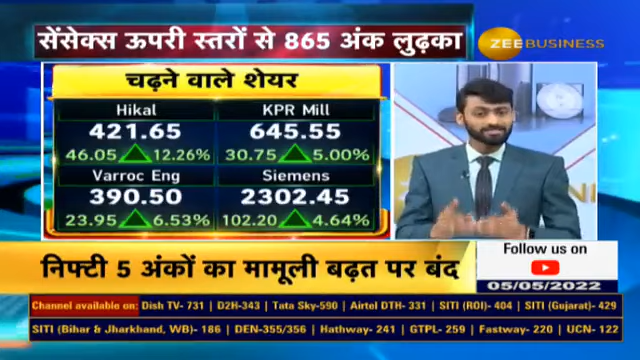 सेंसेक्स ऊपरी स्तरों से 865 अंक लुढ़का
ZEE BUSINESS
चढ़ने वाले शेयर
Hikal KPR Mill
421.65 645.55
46.05 12.26% 30.75 5.00%
Varroc Eng Siemens
390.50 2302.45
23.95 6.53% 102.20 4.64%
निफ्टी 5 अंकों का मामूली बढ़त पर बंद
Follow us on
05/05/2022
Channel available on: Dish TV- 731 | D2H-343 | Tata Sky-590 | Airtel DTH- 331 | SITI (ROI)- 404 | SITI (Gujarat)- 429
SITI (Bihar & Jharkhand, WB)- 186 | DEN-355/356 | Hathway- 241 | GTPL- 259 | Fastway- 220 | UCN- 122